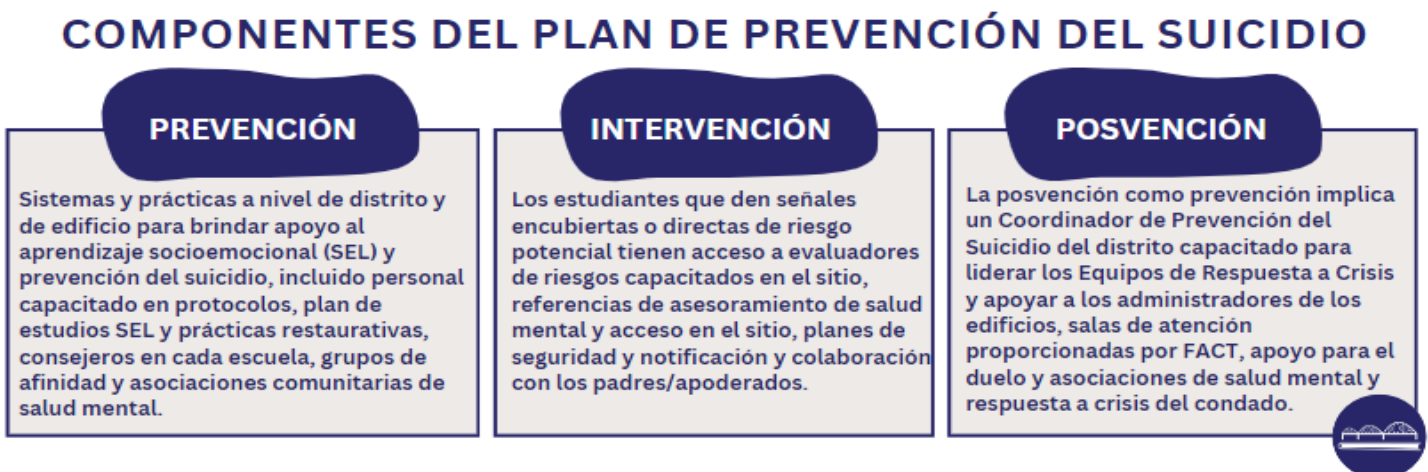 COMPONENTES DEL PLAN DE PREVENCIÓN DEL SUICIDIO
PREVENCIÓN
Sistemas y prácticas a nivel de distrito y
de edificio para brindar apoyo al
aprendizaje socioemocional (SEL) y
prevención del suicidio, incluido personal
capacitado en protocolos, plan de
estudios SEL y prácticas restaurativas,
consejeros en cada escuela, grupos de
afinidad y asociaciones comunitarias de
salud mental.
INTERVENCIÓN
Los estudiantes que den señales
encubiertas o directas de riesgo
potencial tienen acceso a evaluadores
de riesgos capacitados en el sitio,
referencias de asesoramiento de salud
mental y acceso en el sitio, planes de
seguridad y notificación y colaboración
con los padres/apoderados.
POSVENCIÓN
La posvención como prevención implica
un Coordinador de Prevención del
Suicidio del distrito capacitado para
liderar los Equipos de Respuesta a Crisis
y apoyar a los administradores de los
edificios, salas de atención
proporcionadas por FACT, apoyo para el
duelo y asociaciones de salud mental y
respuesta a crisis del condado.